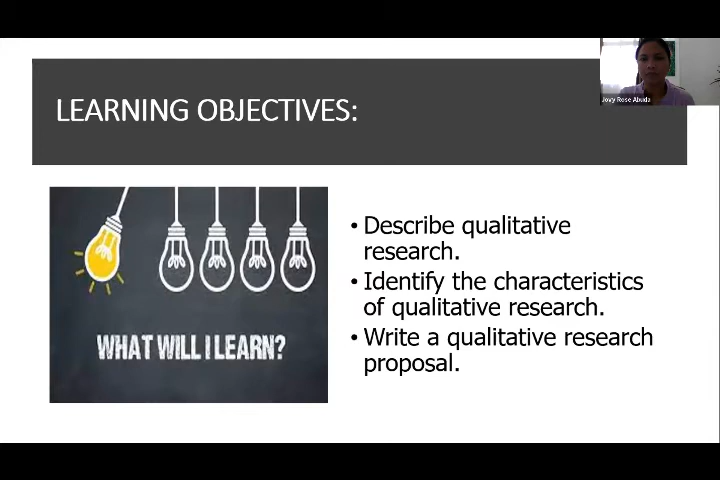 Jovy Rose Abuda
LEARNING OBJECTIVES:
WHAT WILL I LEARN?
• Describe qualitative
research.
• Identify the characteristics
of qualitative research.
• Write a qualitative research
proposal.